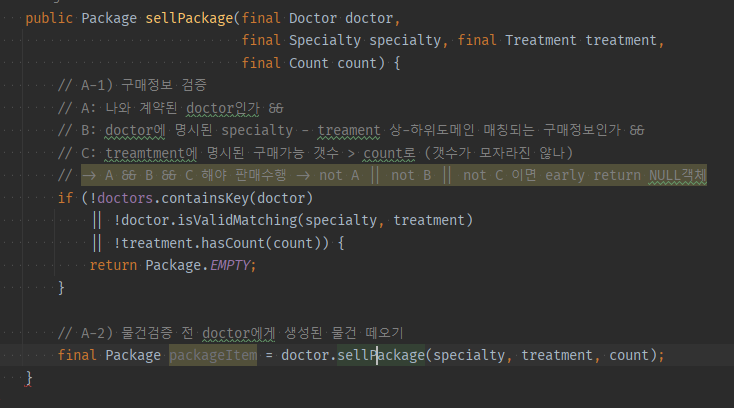 public Package sellPackage(final Doctor doctor,
final Specialty specialty, final Treatment treatment,
final Count count) {
// A-1) 구매정보 검증
// A: 나와 계약된 doctor인가 &&
// B: doctor에 명시된 specialty - treament 상-하위도메인 매칭되는 구매정보인가 &&
// C: treamtment에 명시된 구매가능 갯수 > count로 (갯수가 모자라진 않나)
// -> A && B && C 해야 판매수행 -> not A || not B || not C 이면 early return NULL객체
if (!doctors.containsKey(doctor)
|| !doctor.isValidMatching(specialty, treatment)
|| !treatment.hasCount(count)) {
return Package.EMPTY;
}
// A-2) 물건검증 전 doctor에게 생성된 물건 떼오기
final Package packageItem = doctor.sellPackage(specialty, treatment, count);
}